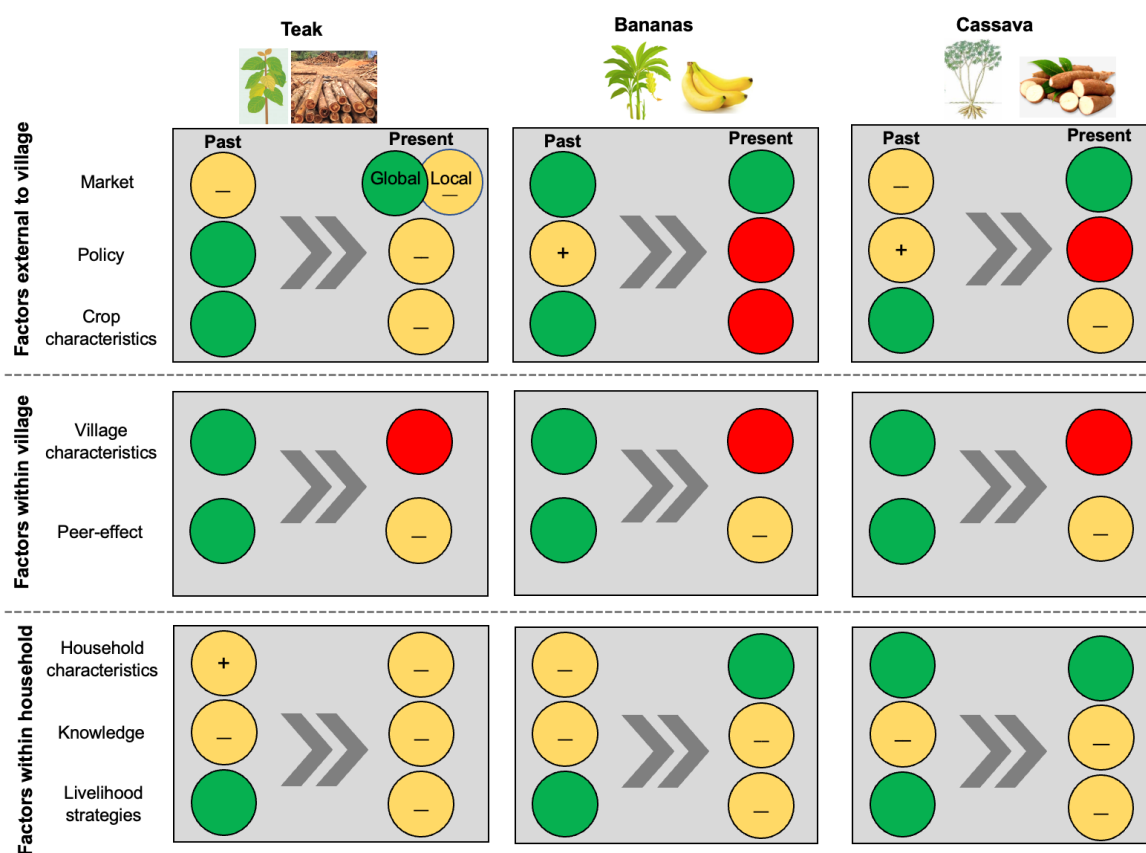 Teak
Bananas
Cassava
Factors external to village
Past
Present
Past
Present
Past
Present
Market
_
Global
Local
_
_
Policy
_
+
+
Crop
characteristics
_
_
Factors within village
Village
characteristics
Peer-effect
_
_
_
Factors within household
Household
characteristics
+
_
_
Knowledge
_
_
_
_
_
_
Livelihood
strategies
_
_
_